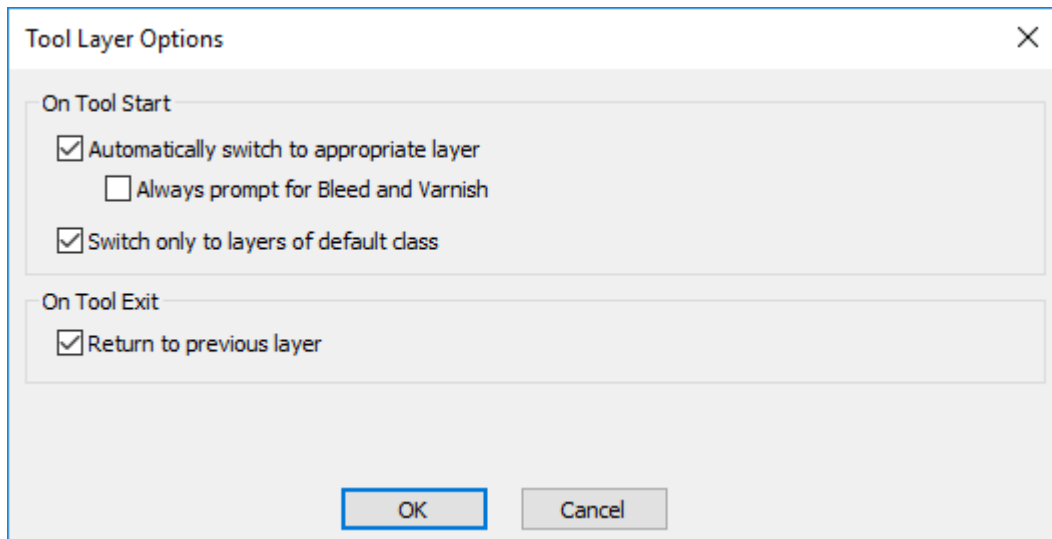 Tool Layer Options
On Tool Start
Automatically switch to appropriate layer
Always prompt for Bleed and Varnish
Switch only to layers of default class
On Tool Exit
Return to previous layer
OK
Cancel